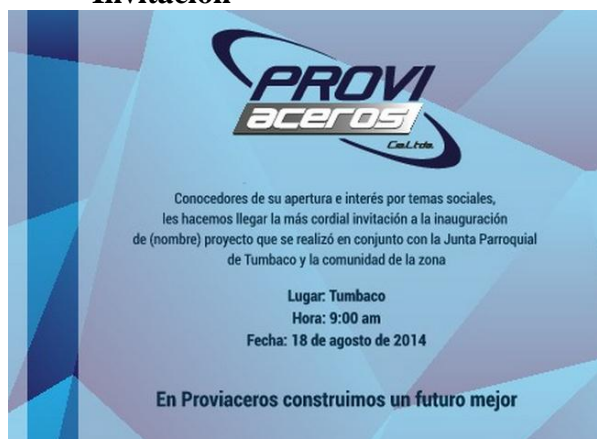 Invitación
PROVI
aceros
Cia.Ltda.
Conocedores de su apertura e interés por temas sociales,
les hacemos llegar la más cordial invitación a la inauguración
de (nombre) proyecto que se realizó en conjunto con la Junta Parroquial
de Tumbaco y la comunidad de la zona
Lugar: Tumbaco
Hora: 9:00 am
Fecha: 18 de agosto de 2014
En Proviaceros construimos un futuro mejor